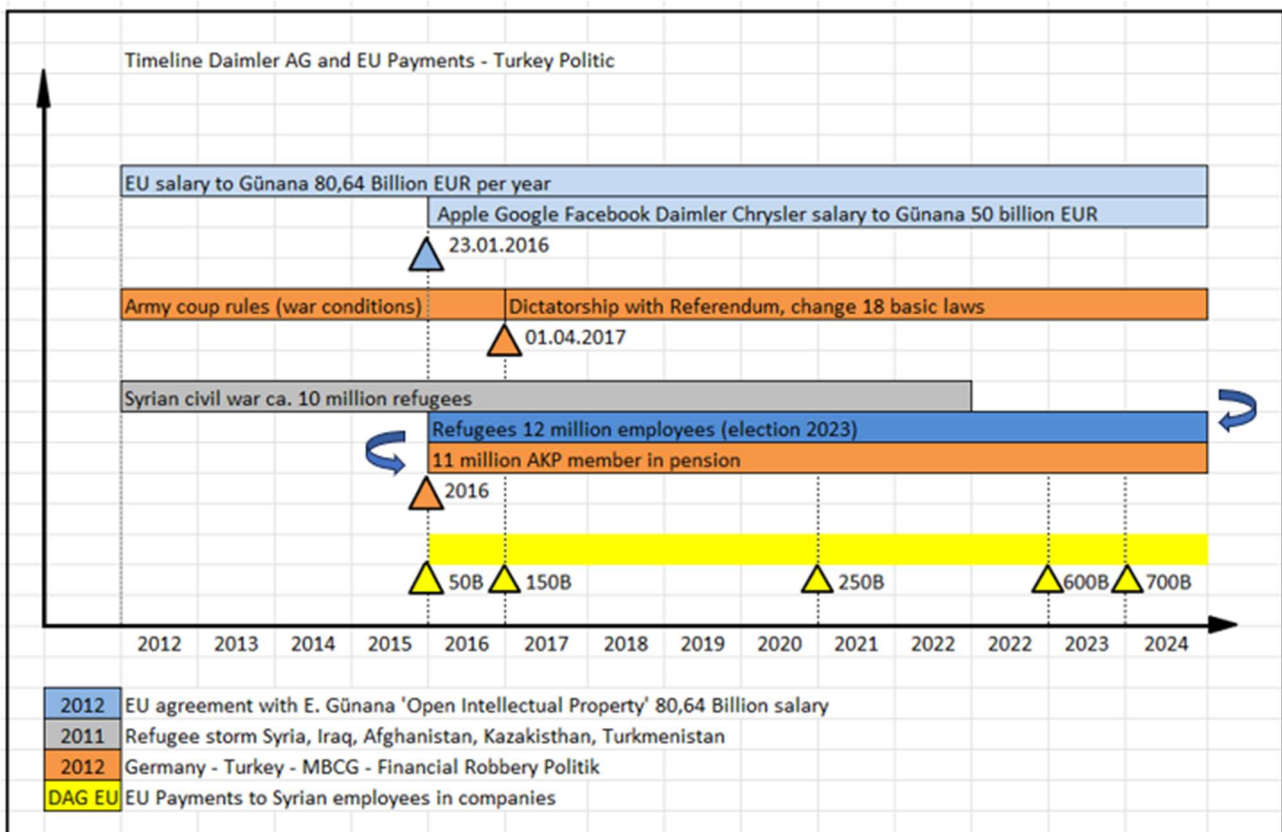 Timeline Daimler AG and EU Payments - Turkey Politic
EU salary to Günana 80,64 Billion EUR per year
Apple Google Facebook Daimler Chrysler salary to Günana 50 billion EUR
23.01.2016
Army coup rules (war conditions) Dictatorship with Referendum, change 18 basic laws
01.04.2017
Syrian civil war ca. 10 million refugees
Refugees 12 million employees (election 2023)
11 million AKP member in pension
2016
50B 150B 250B 600B 700B
2012 2013 2014 2015 2016 2017 2018 2019 2020 2021 2022 2022 2023 2024
2012 EU agreement with E. Günana 'Open Intellectual Property' 80,64 Billion salary
2011 Refugee storm Syria, Iraq, Afghanistan, Kazakisthan, Turkmenistan
2012 Germany - Turkey - MBCG - Financial Robbery Politik
DAG EU EU Payments to Syrian employees in companies